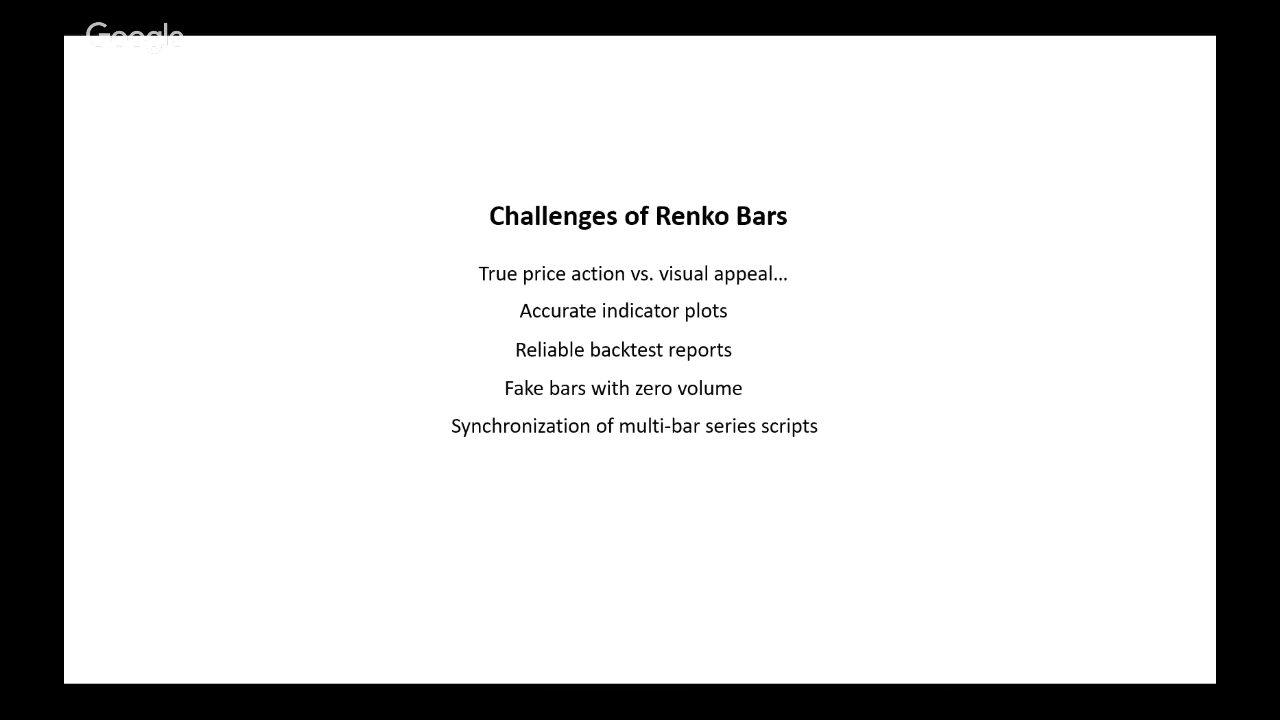 Google
Challenges of Renko Bars
True price action vs. visual appeal...
Accurate indicator plots
Reliable backtest reports
Fake bars with zero volume
Synchronization of multi-bar series scripts